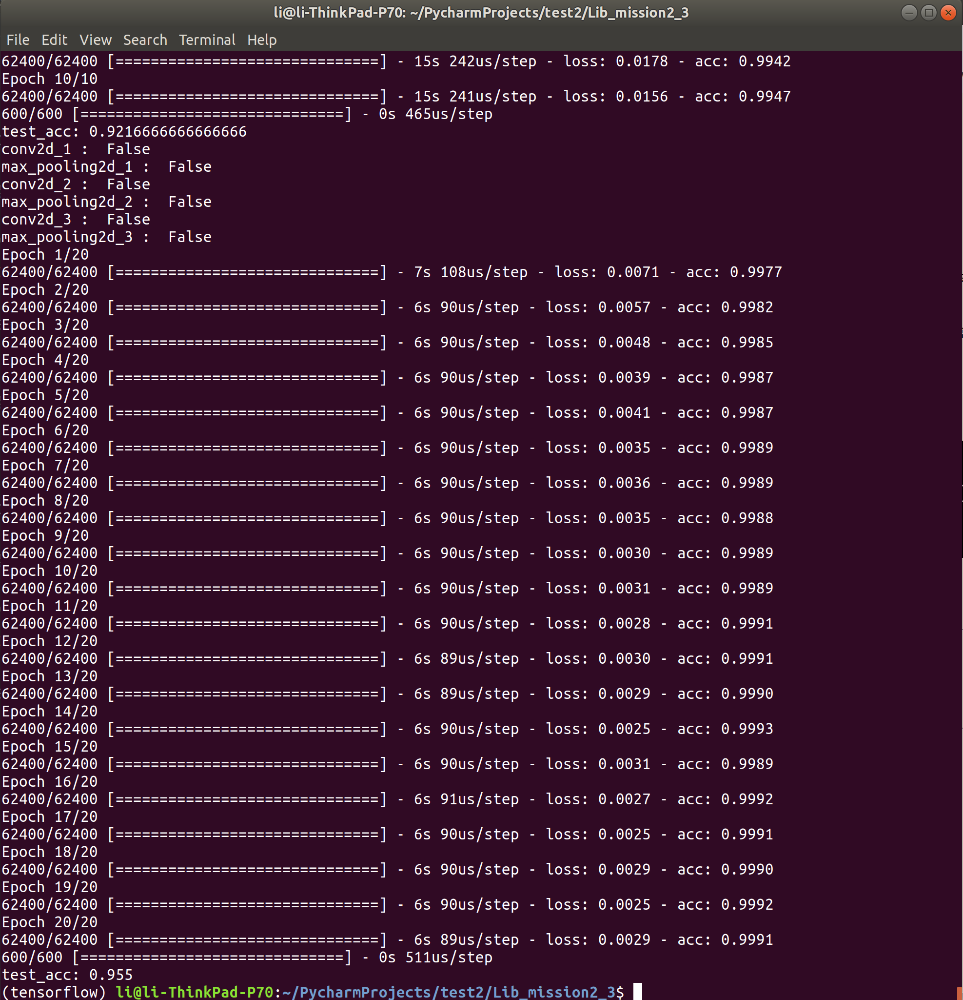 li@li-ThinkPad-P70: ~/PycharmProjects/test2/Lib_mission2_3
File Edit View Search Terminal Help
62400/62400 [==============================] - 15s 242us/step - loss: 0.0178 - acc: 0.9942
Epoch 10/10
62400/62400 [==============================] - 15s 241us/step - loss: 0.0156 - acc: 0.9947
600/600 [==============================] - 0s 465us/step
test_acc: 0.9216666666666666
conv2d_1 :  False
max_pooling2d_1 :  False
conv2d_2 :  False
max_pooling2d_2 :  False
conv2d_3 :  False
max_pooling2d_3 :  False
Epoch 1/20
62400/62400 [==============================] - 7s 108us/step - loss: 0.0071 - acc: 0.9977
Epoch 2/20
62400/62400 [==============================] - 6s 90us/step - loss: 0.0057 - acc: 0.9982
Epoch 3/20
62400/62400 [==============================] - 6s 90us/step - loss: 0.0048 - acc: 0.9985
Epoch 4/20
62400/62400 [==============================] - 6s 90us/step - loss: 0.0039 - acc: 0.9987
Epoch 5/20
62400/62400 [==============================] - 6s 90us/step - loss: 0.0041 - acc: 0.9987
Epoch 6/20
62400/62400 [==============================] - 6s 90us/step - loss: 0.0035 - acc: 0.9989
Epoch 7/20
62400/62400 [==============================] - 6s 90us/step - loss: 0.0036 - acc: 0.9989
Epoch 8/20
62400/62400 [==============================] - 6s 90us/step - loss: 0.0035 - acc: 0.9988
Epoch 9/20
62400/62400 [==============================] - 6s 90us/step - loss: 0.0030 - acc: 0.9989
Epoch 10/20
62400/62400 [==============================] - 6s 90us/step - loss: 0.0031 - acc: 0.9989
Epoch 11/20
62400/62400 [==============================] - 6s 90us/step - loss: 0.0028 - acc: 0.9991
Epoch 12/20
62400/62400 [==============================] - 6s 89us/step - loss: 0.0030 - acc: 0.9991
Epoch 13/20
62400/62400 [==============================] - 6s 89us/step - loss: 0.0029 - acc: 0.9990
Epoch 14/20
62400/62400 [==============================] - 6s 90us/step - loss: 0.0025 - acc: 0.9993
Epoch 15/20
62400/62400 [==============================] - 6s 90us/step - loss: 0.0031 - acc: 0.9989
Epoch 16/20
62400/62400 [==============================] - 6s 91us/step - loss: 0.0027 - acc: 0.9992
Epoch 17/20
62400/62400 [==============================] - 6s 90us/step - loss: 0.0025 - acc: 0.9991
Epoch 18/20
62400/62400 [==============================] - 6s 90us/step - loss: 0.0029 - acc: 0.9990
Epoch 19/20
62400/62400 [==============================] - 6s 90us/step - loss: 0.0025 - acc: 0.9992
Epoch 20/20
62400/62400 [==============================] - 6s 89us/step - loss: 0.0029 - acc: 0.9991
600/600 [==============================] - 0s 511us/step
test_acc: 0.955
(tensorflow) li@li-ThinkPad-P70:~/PycharmProjects/test2/Lib_mission2_3$